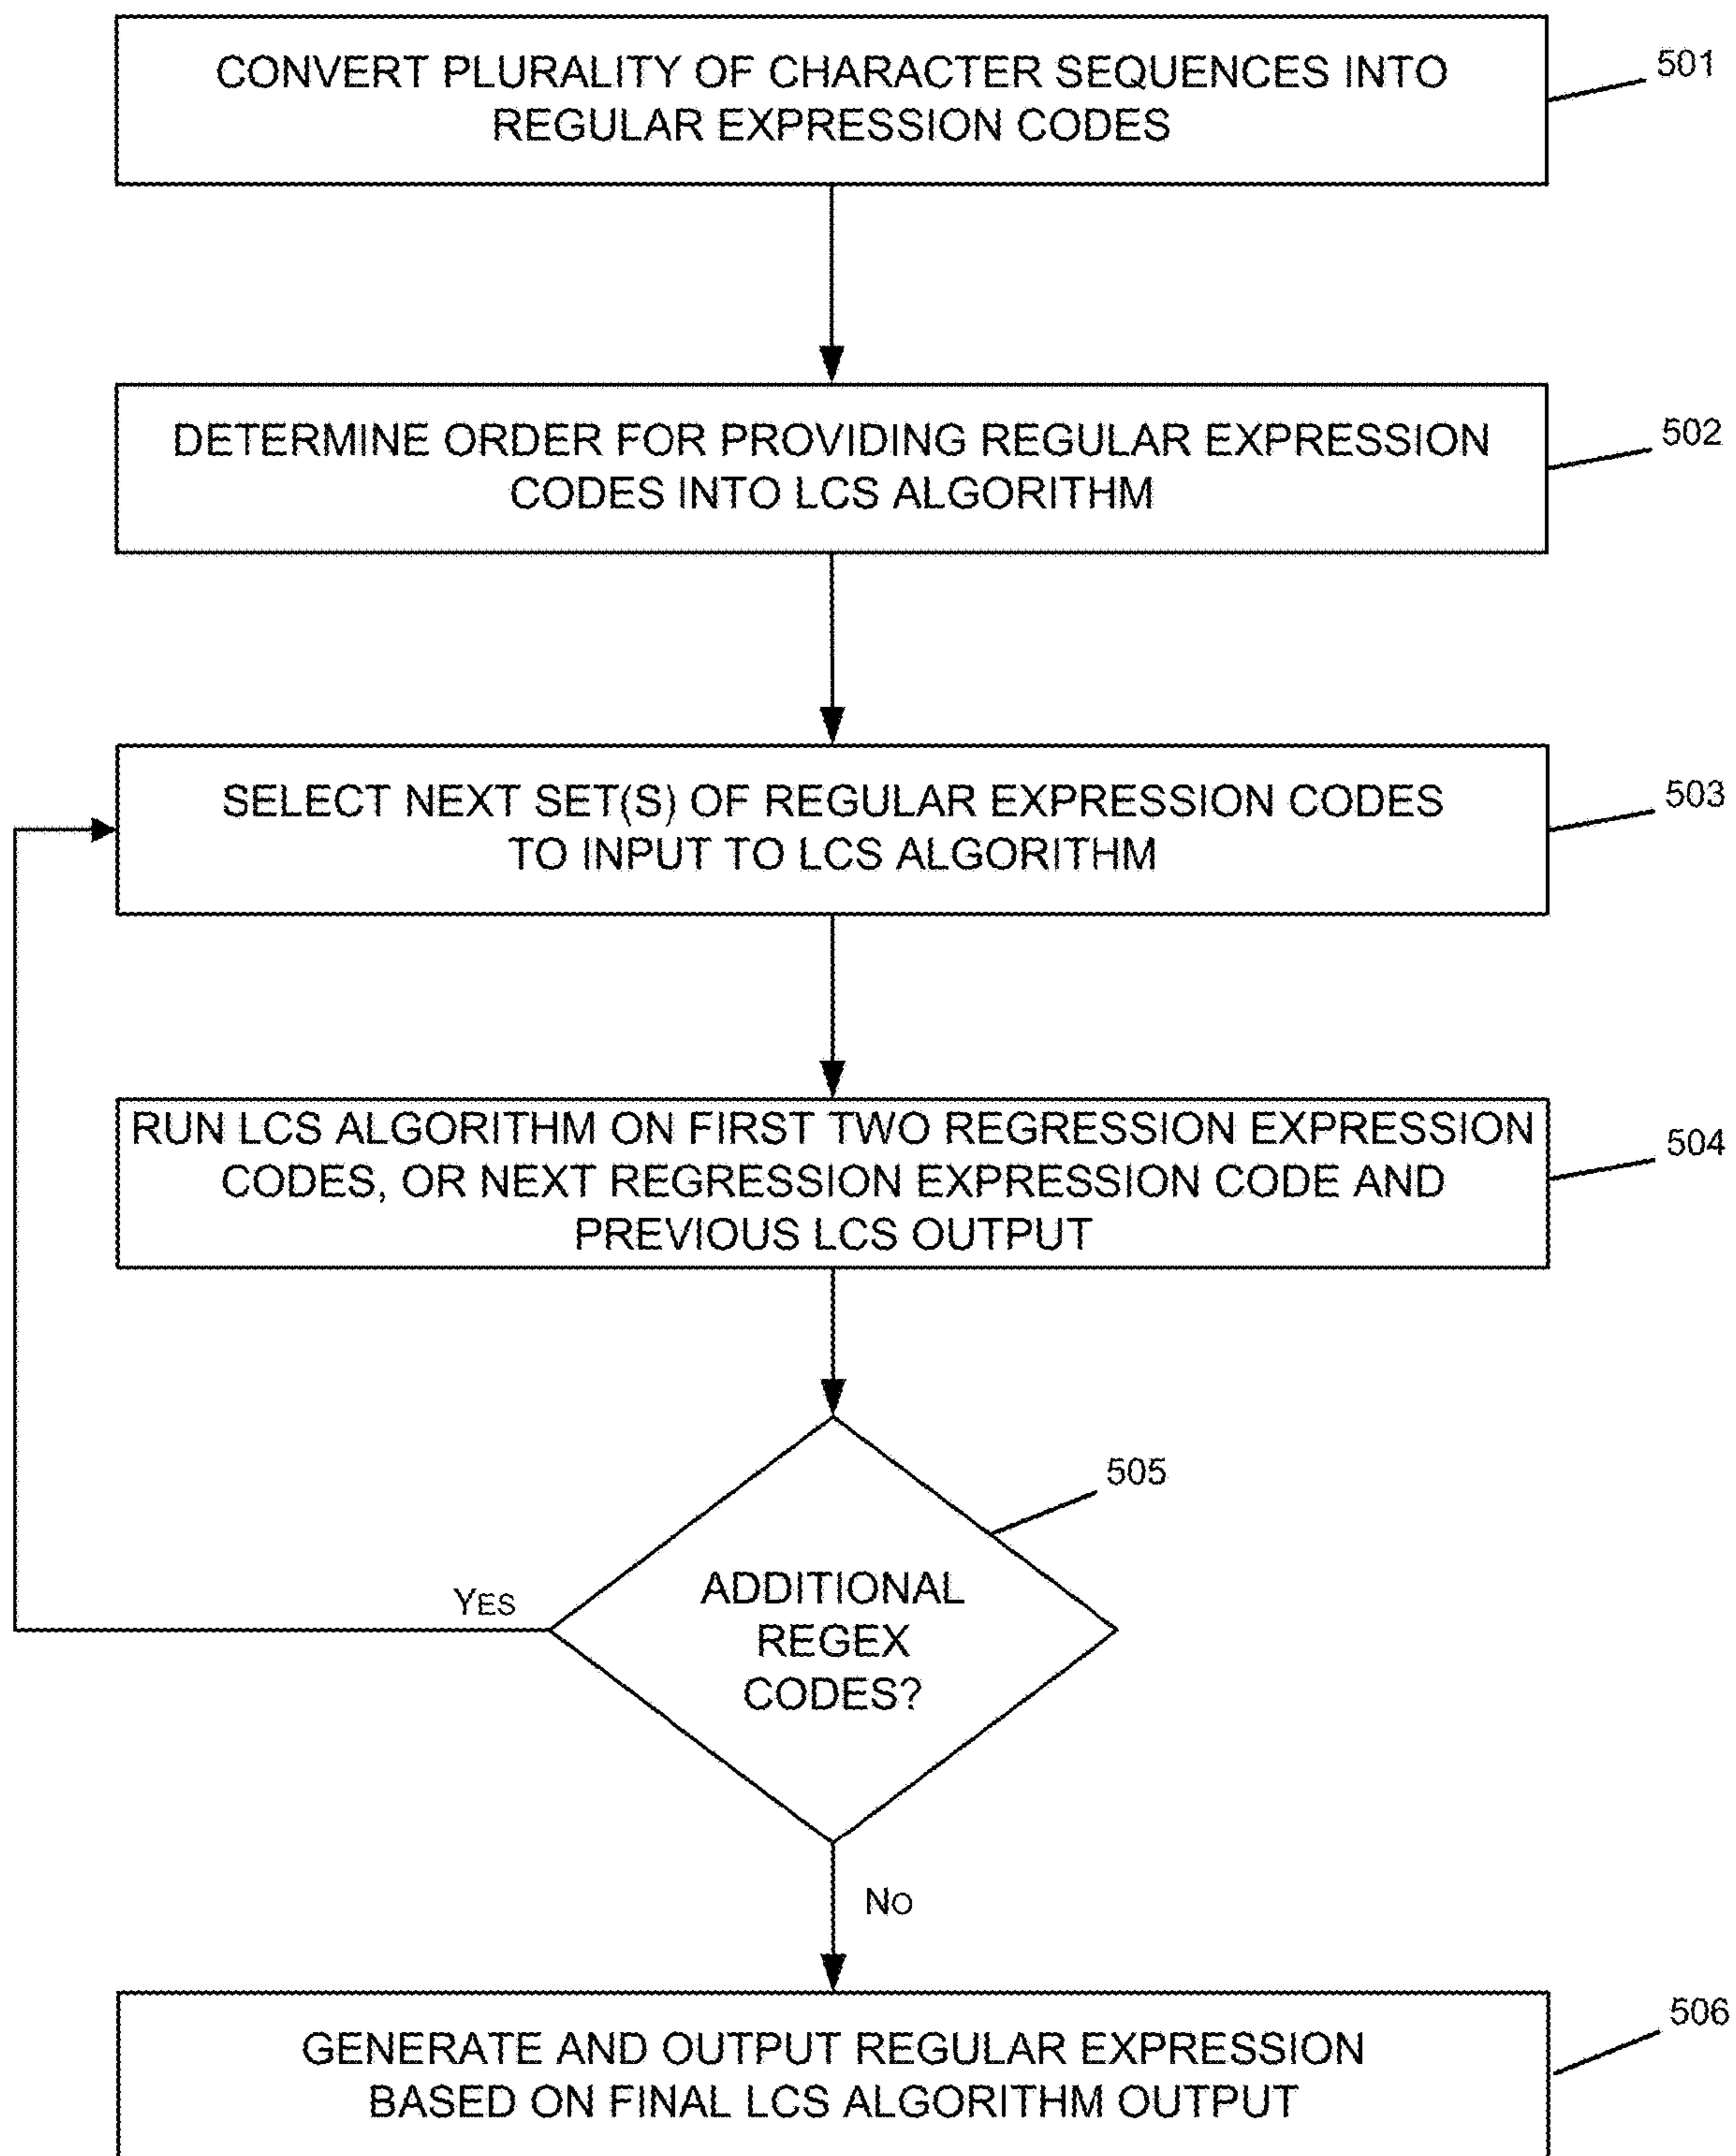 CONVERT PLURALITY OF CHARACTER SEQUENCES INTO
REGULAR EXPRESSION CODES
501
DETERMINE ORDER FOR PROVIDING REGULAR EXPRESSION
CODES INTO LCS ALGORITHM
502
SELECT NEXT SET(S) OF REGULAR EXPRESSION CODES
TO INPUT TO LCS ALGORITHM
503
RUN LCS ALGORITHM ON FIRST TWO REGRESSION EXPRESSION
CODES, OR NEXT REGRESSION EXPRESSION CODE AND
PREVIOUS LCS OUTPUT
504
505
ADDITIONAL
REGEX
CODES?
YES
NO
GENERATE AND OUTPUT REGULAR EXPRESSION
BASED ON FINAL LCS ALGORITHM OUTPUT
506